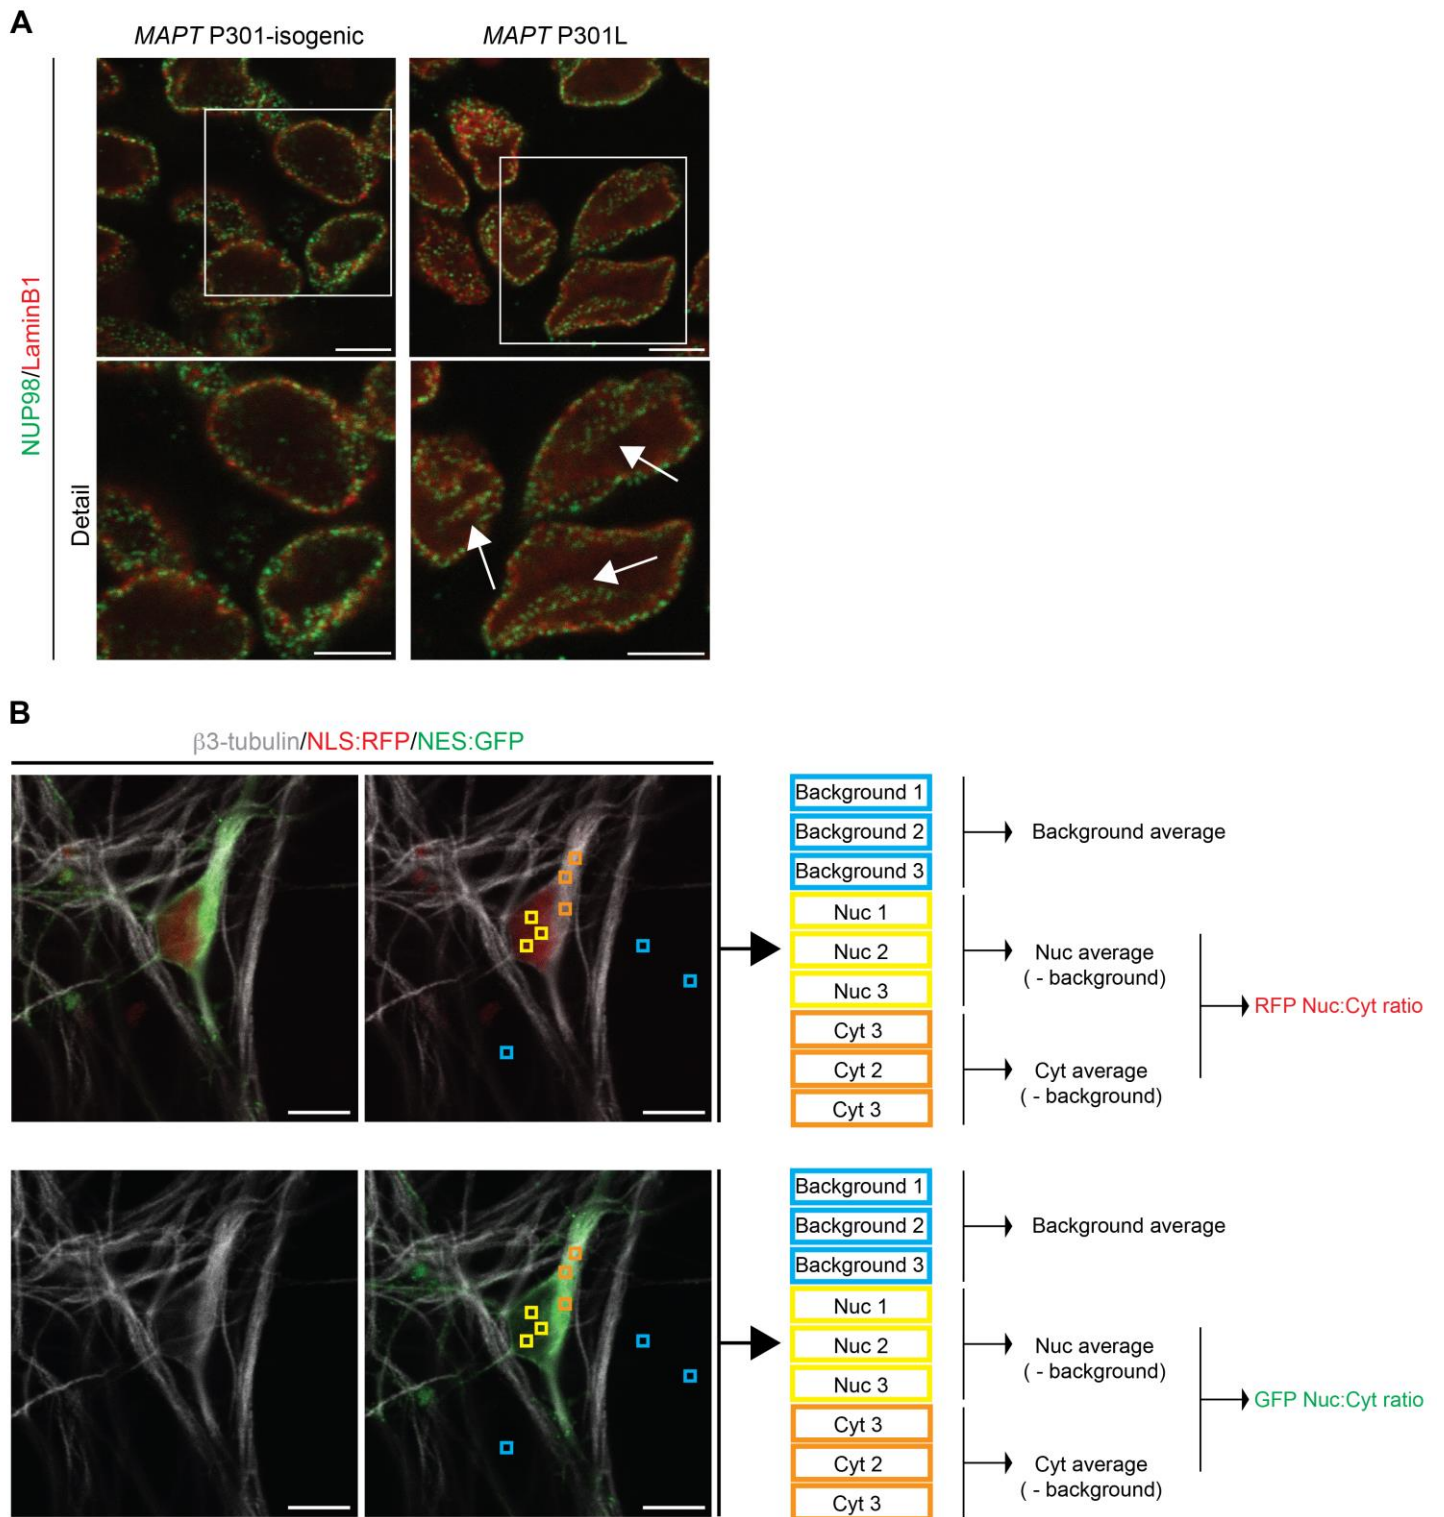 A
MAPT P301-isogenic
MAPT P301L
NUP98/LaminB1
Detail
B
β3-tubulin/NLS:RFP/NES:GFP
Background 1
Background 2
Background 3
Nuc 1
Nuc 2
Nuc 3
Cyt 3
Cyt 2
Cyt 3
Background average
Nuc average
( - background)
Cyt average
( - background)
RFP Nuc:Cyt ratio
Background 1
Background 2
Background 3
Nuc 1
Nuc 2
Nuc 3
Cyt 3
Cyt 2
Cyt 3
Background average
Nuc average
( - background)
Cyt average
( - background)
GFP Nuc:Cyt ratio